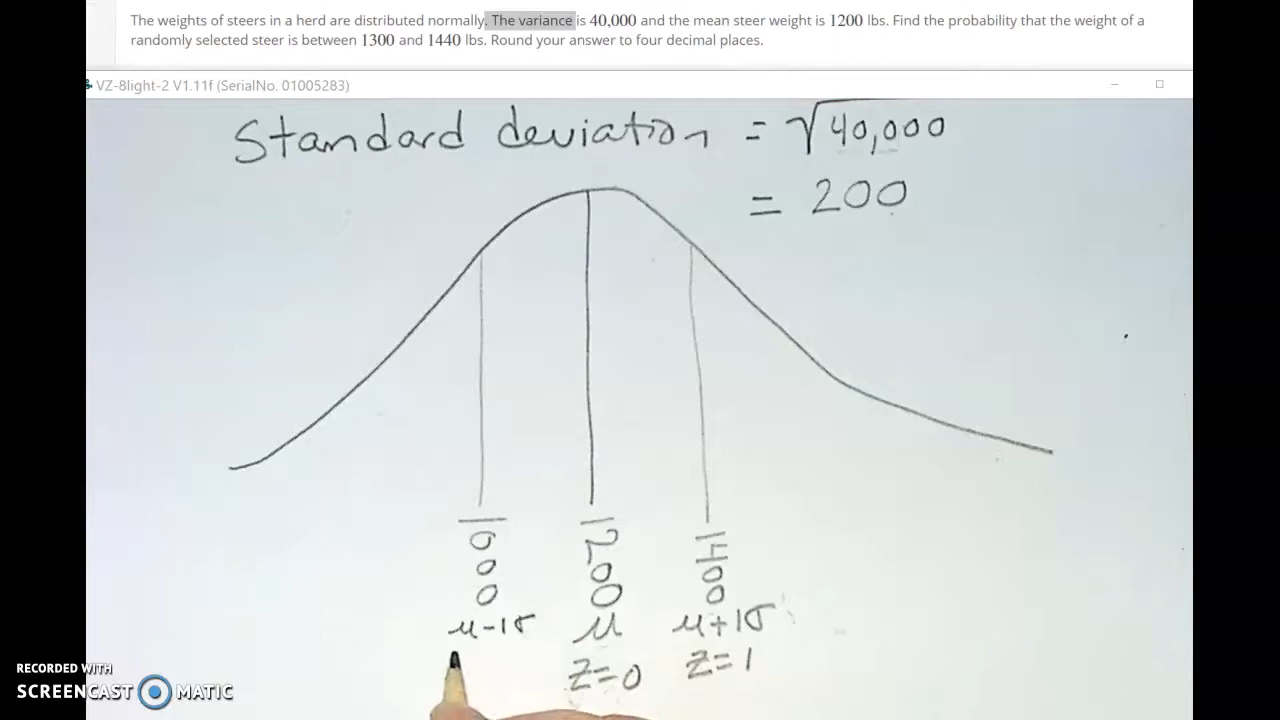 The weights of steers in a herd are distributed normally. The variance is 40,000 and the mean steer weight is 1200 lbs. Find the probability that the weight of a
randomly selected steer is between 1300 and 1440 lbs. Round your answer to four decimal places.
VZ-8light-2 V1.11f (SerialNo. 01005283)
Standard deviation = √40,000
= 200
1000 1200 1400
μ-1σ μ μ+1σ
z=0 z=1
RECORDED WITH
SCREENCAST MATIC